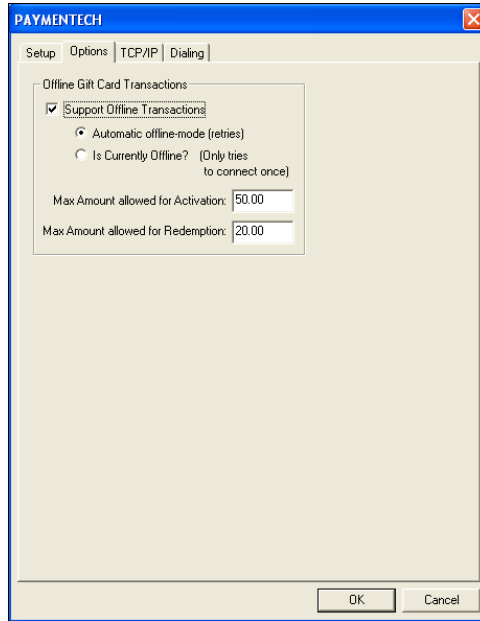 PAYMENTECH
Setup Options TCP/IP Dialing
Offline Gift Card Transactions
Support Offline Transactions
Automatic offline-mode (retries)
Is Currently Offline? (Only tries
to connect once)
Max Amount allowed for Activation: 50.00
Max Amount allowed for Redemption: 20.00
OK Cancel